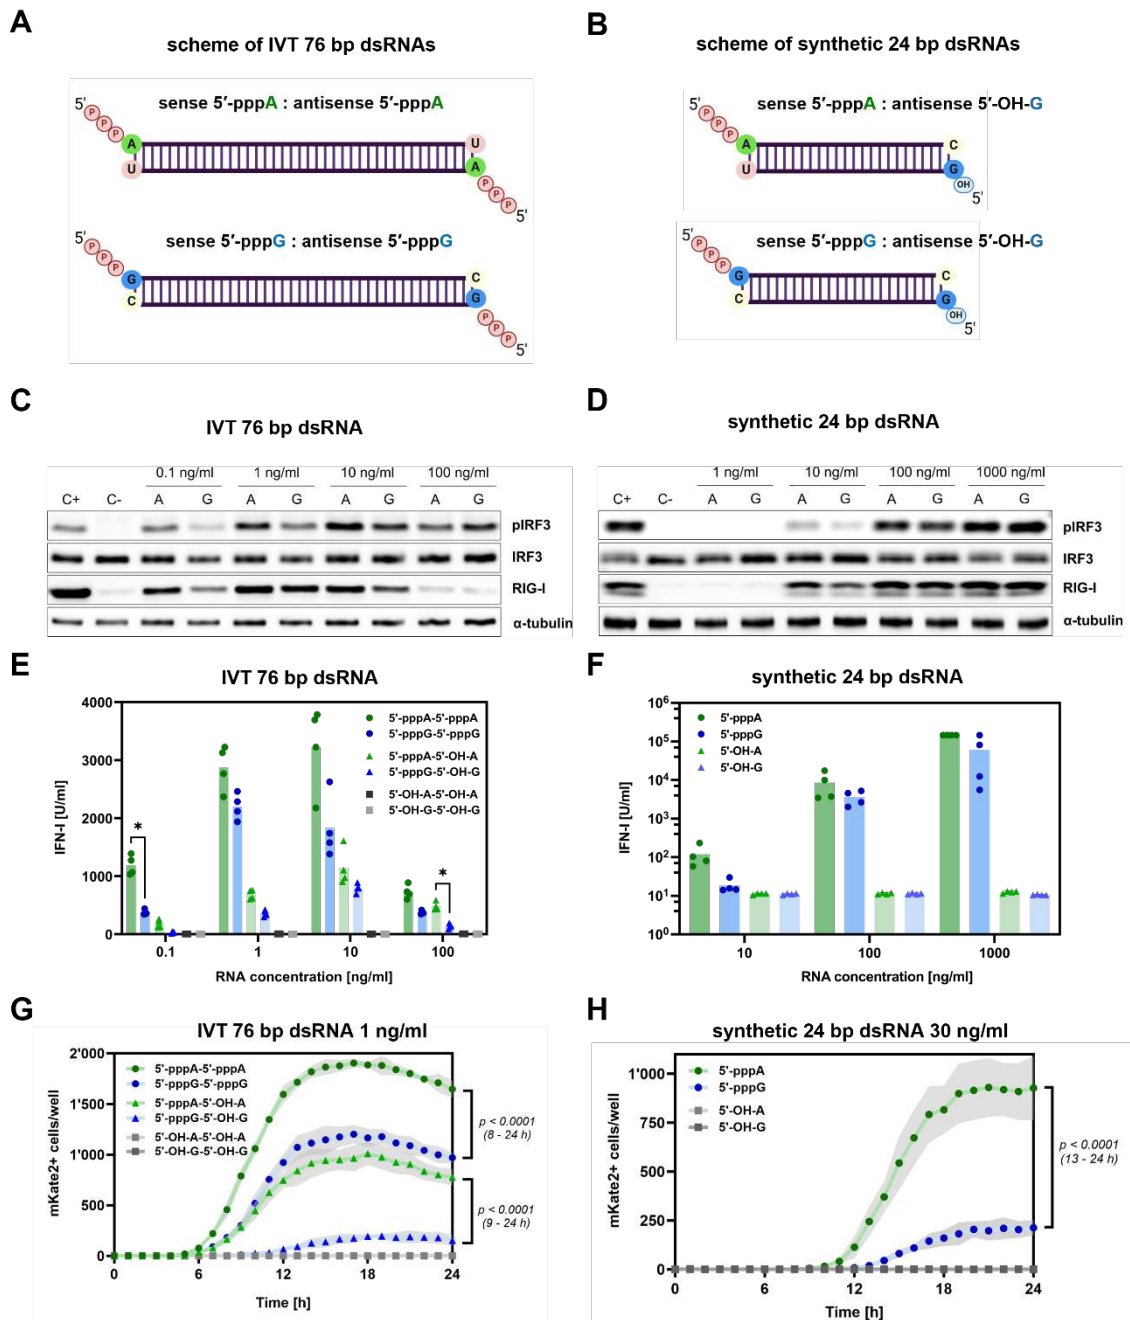 A
scheme of IVT 76 bp dsRNAs
5'
sense 5'-pppA : antisense 5'-pppA
P P P A U
U A P P P
5'
5'
sense 5'-pppG : antisense 5'-pppG
P P P G C
C G P P P
5'
B
scheme of synthetic 24 bp dsRNAs
5'
sense 5'-pppA : antisense 5'-OH-G
P P P A U
C G OH
5'
5'
sense 5'-pppG : antisense 5'-OH-G
P P P G C
C G OH
5'
C
IVT 76 bp dsRNA
0.1 ng/ml 1 ng/ml 10 ng/ml 100 ng/ml
C+ C- A G A G A G A G
pIRF3
IRF3
RIG-I
α-tubulin
D
synthetic 24 bp dsRNA
1 ng/ml 10 ng/ml 100 ng/ml 1000 ng/ml
C+ C- A G A G A G A G
pIRF3
IRF3
RIG-I
α-tubulin
E
IVT 76 bp dsRNA
IFN-I [U/ml]
4000
3000
2000
1000
0
5'-pppA-5'-pppA
5'-pppG-5'-pppG
5'-pppA-5'-OH-A
5'-pppG-5'-OH-G
5'-OH-A-5'-OH-A
5'-OH-G-5'-OH-G
*
*
0.1 1 10 100
RNA concentration [ng/ml]
F
synthetic 24 bp dsRNA
IFN-I [U/ml]
10⁶
10⁵
10⁴
10²
10¹
10⁰
5'-pppA
5'-pppG
5'-OH-A
5'-OH-G
10 100 1000
RNA concentration [ng/ml]
G
IVT 76 bp dsRNA 1 ng/ml
mKate2+ cells/well
2'000
1'500
1'000
500
0
5'-pppA-5'-pppA
5'-pppG-5'-pppG
5'-pppA-5'-OH-A
5'-pppG-5'-OH-G
5'-OH-A-5'-OH-A
5'-OH-G-5'-OH-G
p < 0.0001
(8 - 24 h)
p < 0.0001
(9 - 24 h)
0 6 12 18 24
Time [h]
H
synthetic 24 bp dsRNA 30 ng/ml
mKate2+ cells/well
1'000
750
500
250
0
5'-pppA
5'-pppG
5'-OH-A
5'-OH-G
p < 0.0001
(13 - 24 h)
0 6 12 18 24
Time [h]